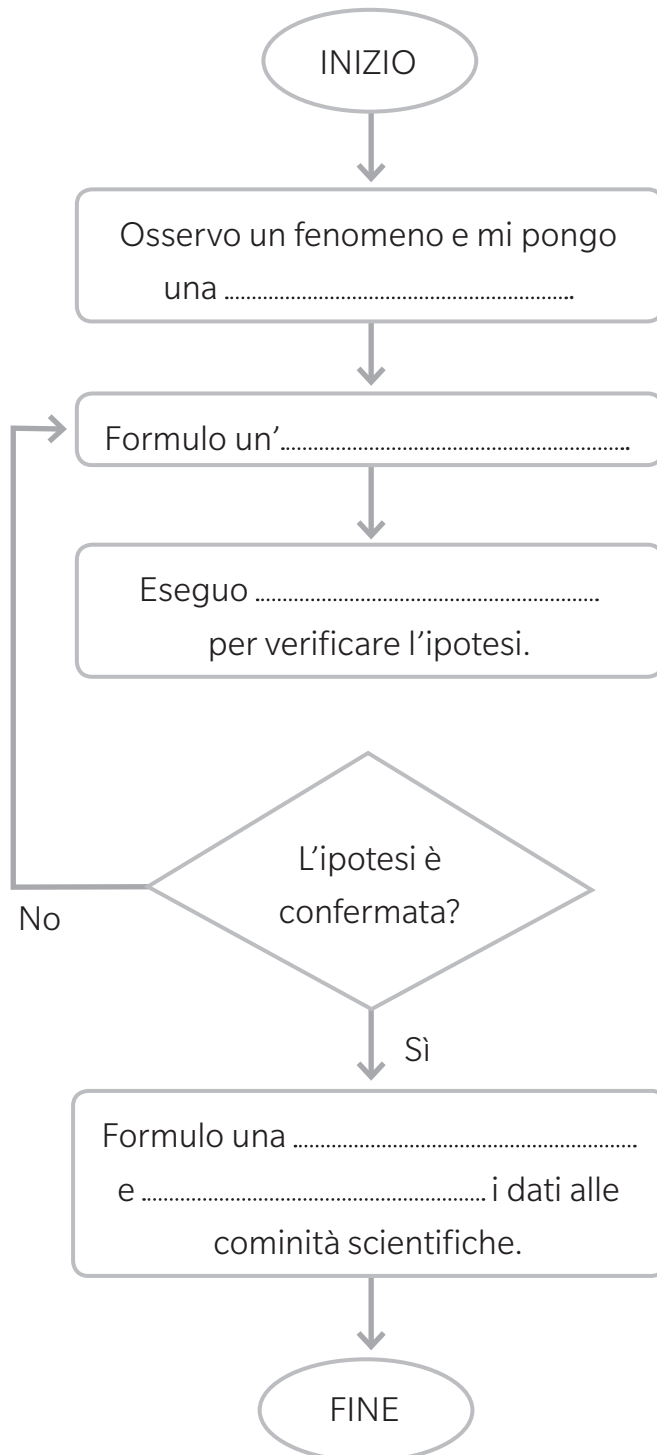 INIZIO
Osservo un fenomeno e mi pongo
una ....................................................
Formulo un’....................................................
Eseguo ....................................................
per verificare l’ipotesi.
L’ipotesi è
confermata?
No
Sì
Formulo una ....................................................
e .................................................... i dati alle
cominità scientifiche.
FINE